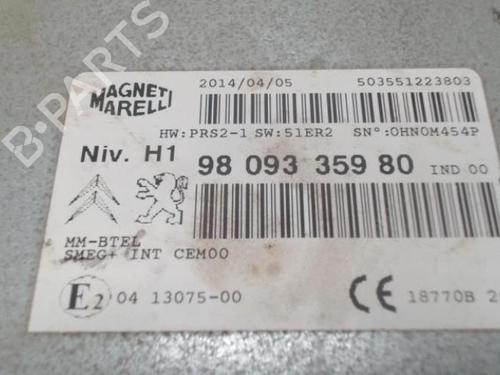 B-PARTS
MAGNETI MARELLI
2014/04/05 503551223803
HW:PRS2-1 SW:51ER2 SN°:OHNOM454P
Niv. H1 98 093 359 80 IND 00
MM-BTEL
SMEG+ INT CEM00
E2 04 13075-00 CE 18770B 2